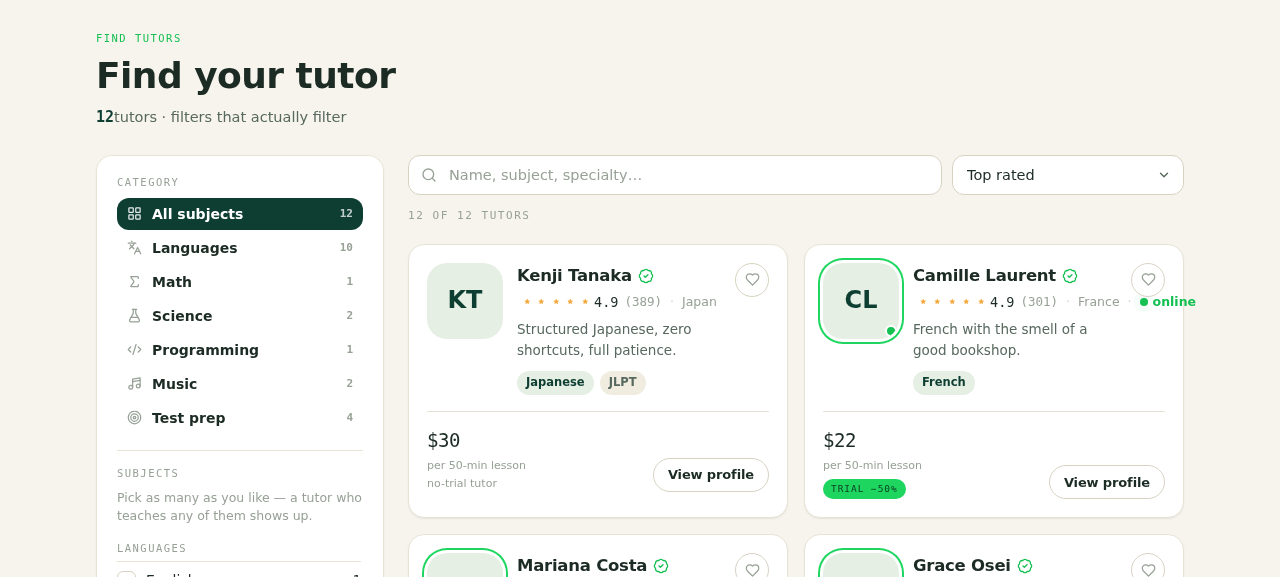 FIND TUTORS
Find your tutor
12tutors · filters that actually filter
CATEGORY
All subjects 12
Languages 10
Math 1
Science 2
Programming 1
Music 2
Test prep 4
SUBJECTS
Pick as many as you like — a tutor who
teaches any of them shows up.
LANGUAGES
Name, subject, specialty…
Top rated
12 OF 12 TUTORS
KT
Kenji Tanaka
★ ★ ★ ★ ★ 4.9 (389) · Japan
Structured Japanese, zero
shortcuts, full patience.
Japanese JLPT
$30
per 50-min lesson
no-trial tutor
View profile
CL
Camille Laurent
★ ★ ★ ★ ★ 4.9 (301) · France · online
French with the smell of a
good bookshop.
French
$22
per 50-min lesson
TRIAL −50%
View profile
Mariana Costa
Grace Osei